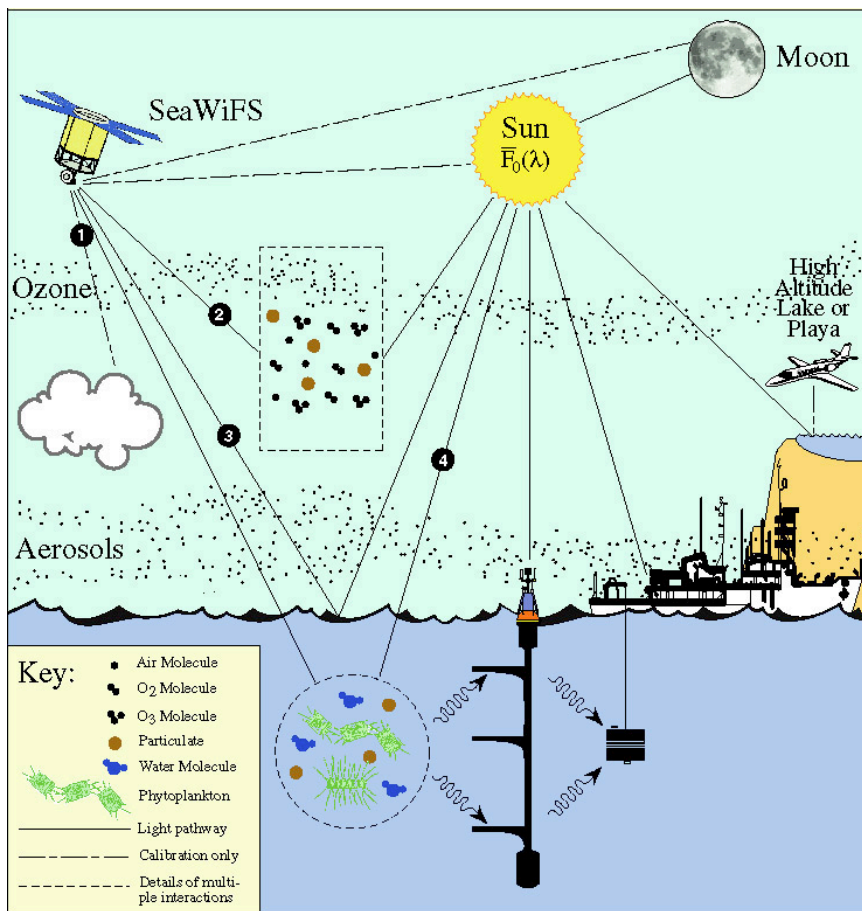 Moon
SeaWiFS
Sun
F̅₀(λ)
1
Ozone
2
High
Altitude
Lake or
Playa
3
4
Aerosols
Key:
Air Molecule
O₂ Molecule
O₃ Molecule
Particulate
Water Molecule
Phytoplankton
Light pathway
Calibration only
Details of multi-
ple interactions